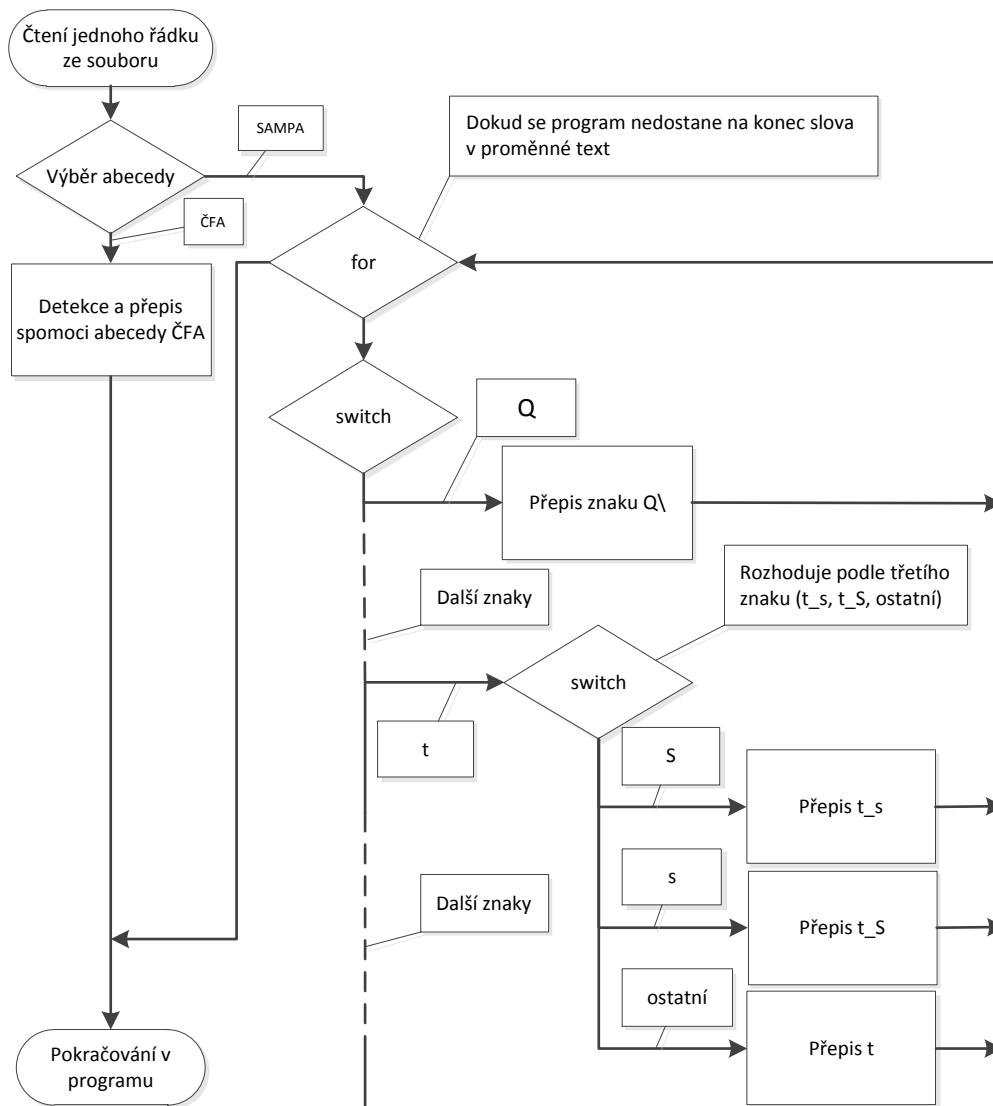 Čtení jednoho řádku
ze souboru
SAMPA
Dokud se program nedostane na konec slova
v proměnné text
Výběr abecedy
ČFA
for
Detekce a přepis
spomoci abecedy ČFA
switch
Q
Přepis znaku Q\
Další znaky
Rozhoduje podle třetího
znaku (t_s, t_S, ostatní)
switch
t
S
Přepis t_s
s
Další znaky
Přepis t_S
ostatní
Přepis t
Pokračování v
programu